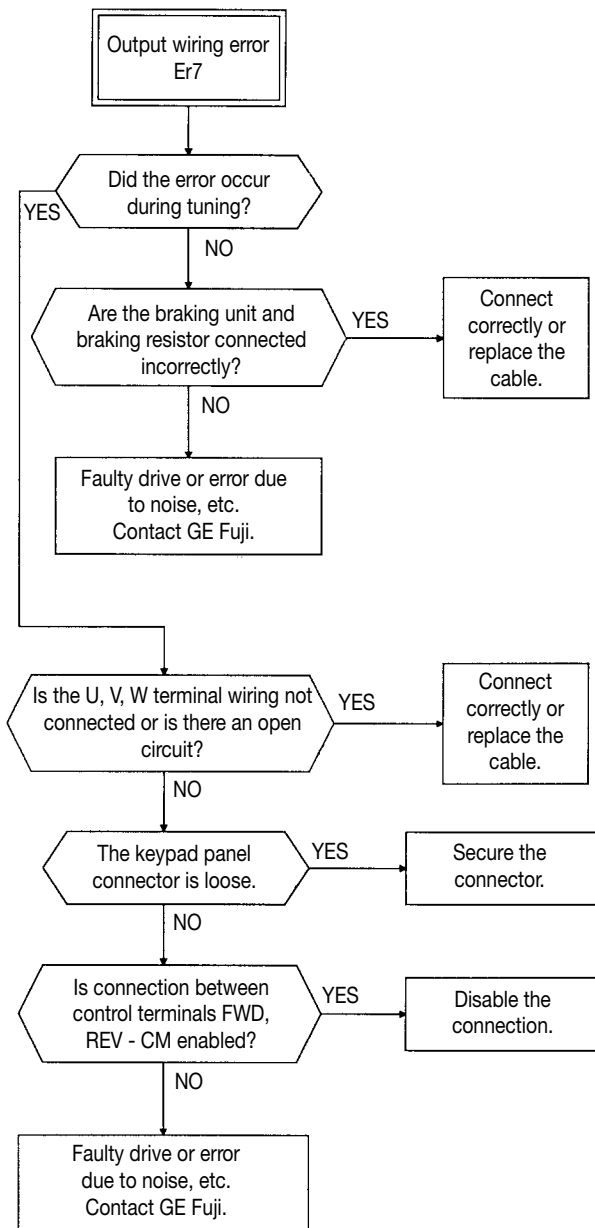 Output wiring error
Er7
Did the error occur
during tuning?
YES
NO
Are the braking unit and
braking resistor connected
incorrectly?
YES
Connect
correctly or
replace the
cable.
NO
Faulty drive or error due
to noise, etc.
Contact GE Fuji.
Is the U, V, W terminal wiring not
connected or is there an open
circuit?
YES
Connect
correctly or
replace the
cable.
NO
The keypad panel
connector is loose.
YES
Secure the
connector.
NO
Is connection between
control terminals FWD,
REV - CM enabled?
YES
Disable the
connection.
NO
Faulty drive or error
due to noise, etc.
Contact GE Fuji.